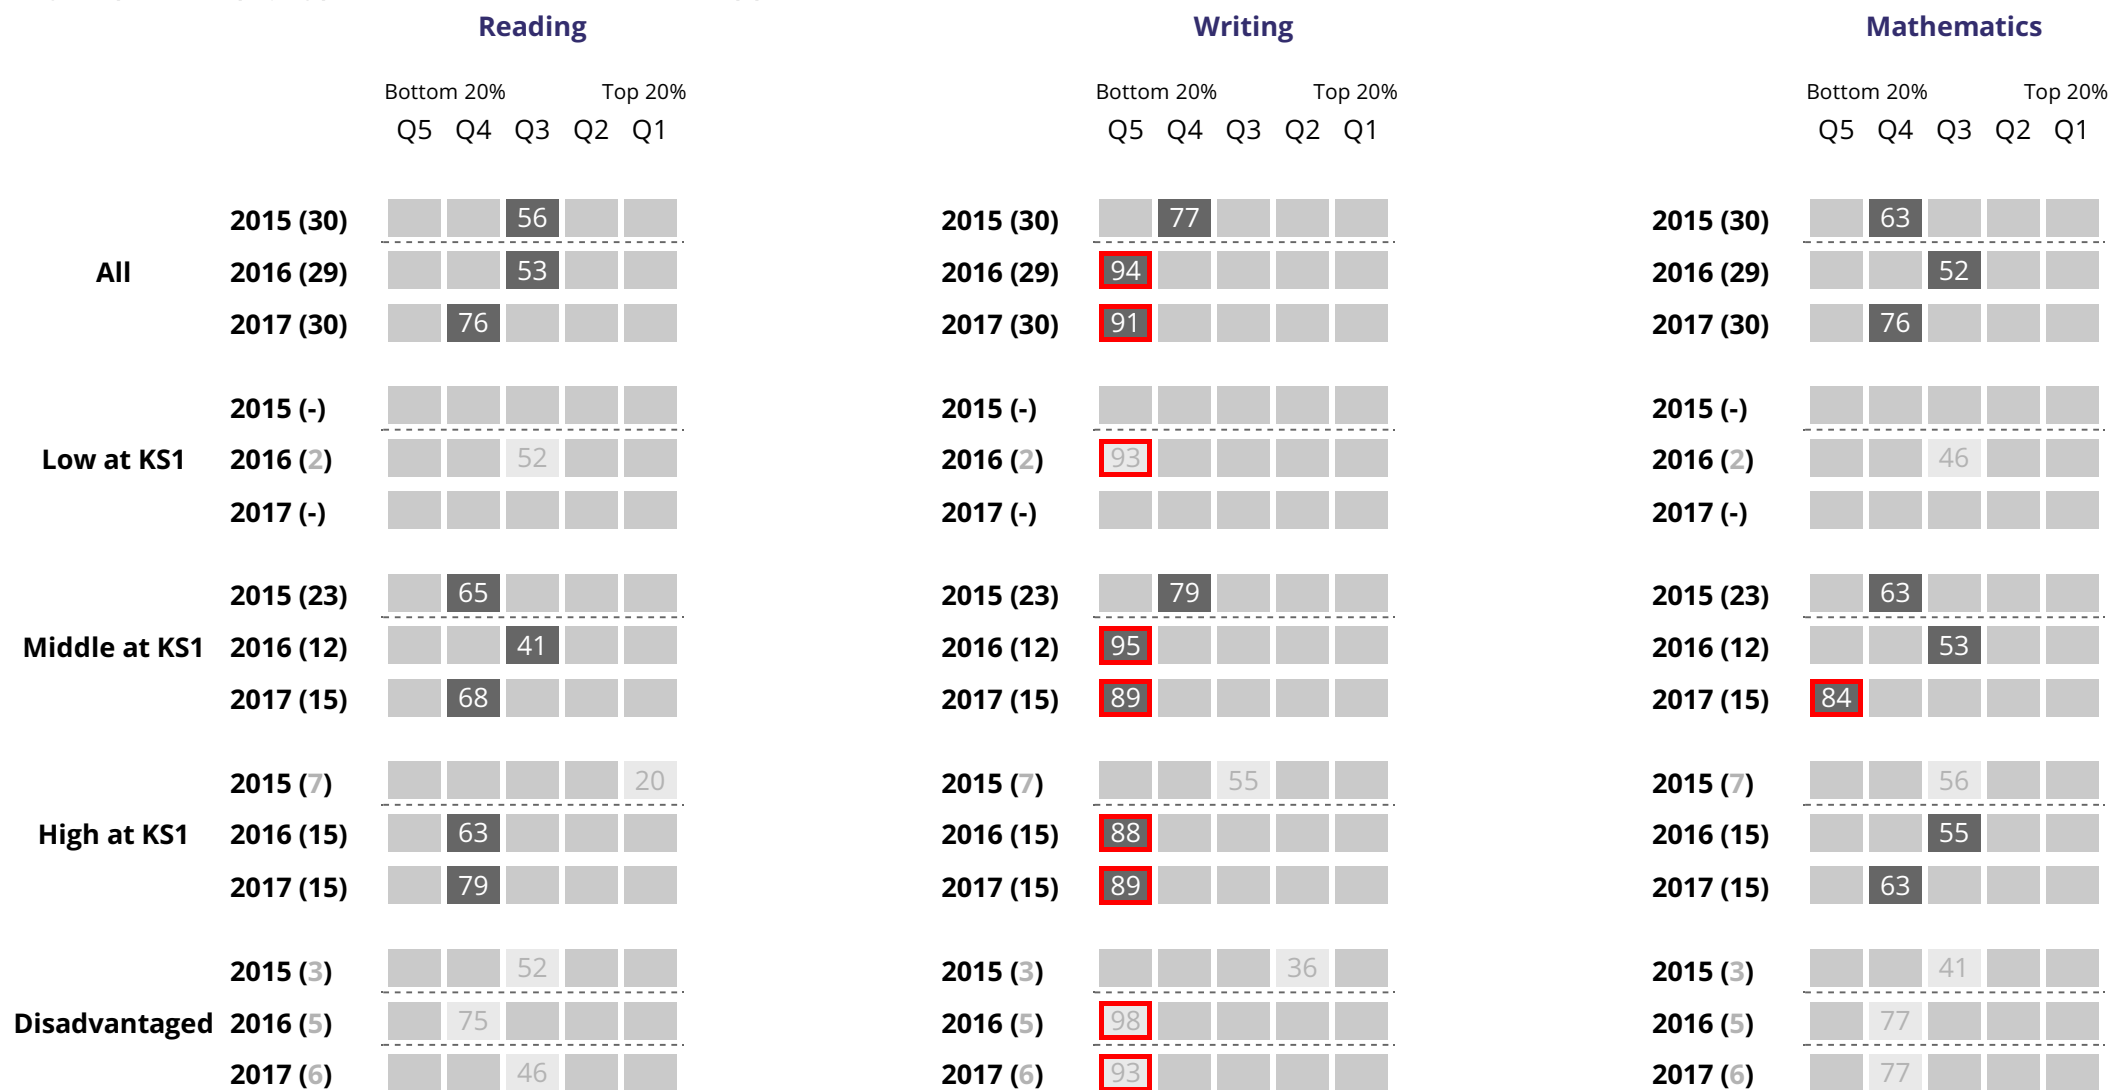 Reading Writing Mathematics
Bottom 20% Top 20% Bottom 20% Top 20% Bottom 20% Top 20%
Q5 Q4 Q3 Q2 Q1 Q5 Q4 Q3 Q2 Q1 Q5 Q4 Q3 Q2 Q1
2015 (30) 56 2015 (30) 77 2015 (30) 63
All 2016 (29) 53 2016 (29) 94 2016 (29) 52
2017 (30) 76 2017 (30) 91 2017 (30) 76
2015 (-) 2015 (-) 2015 (-)
Low at KS1 2016 (2) 52 2016 (2) 93 2016 (2) 46
2017 (-) 2017 (-) 2017 (-)
2015 (23) 65 2015 (23) 79 2015 (23) 63
Middle at KS1 2016 (12) 41 2016 (12) 95 2016 (12) 53
2017 (15) 68 2017 (15) 89 2017 (15) 84
2015 (7) 20 2015 (7) 55 2015 (7) 56
High at KS1 2016 (15) 63 2016 (15) 88 2016 (15) 55
2017 (15) 79 2017 (15) 89 2017 (15) 63
2015 (3) 52 2015 (3) 36 2015 (3) 41
Disadvantaged 2016 (5) 75 2016 (5) 98 2016 (5) 77
2017 (6) 46 2017 (6) 93 2017 (6) 77